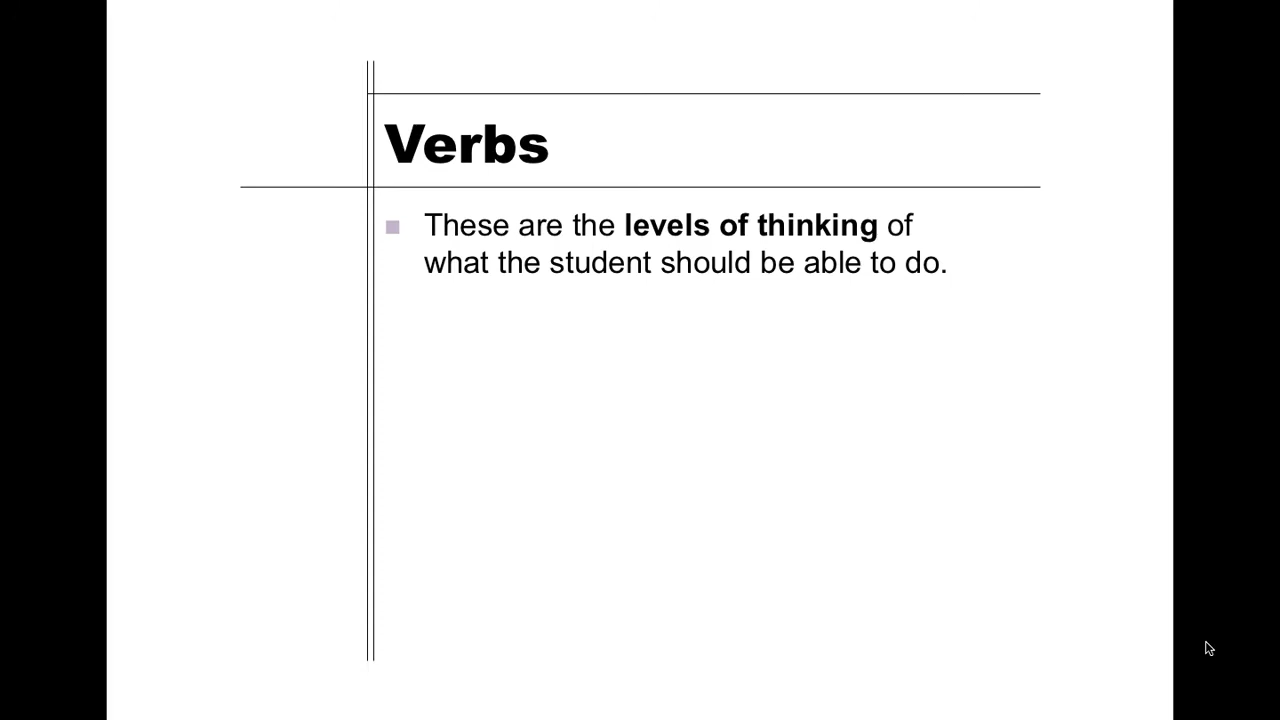 Verbs
These are the levels of thinking of
what the student should be able to do.